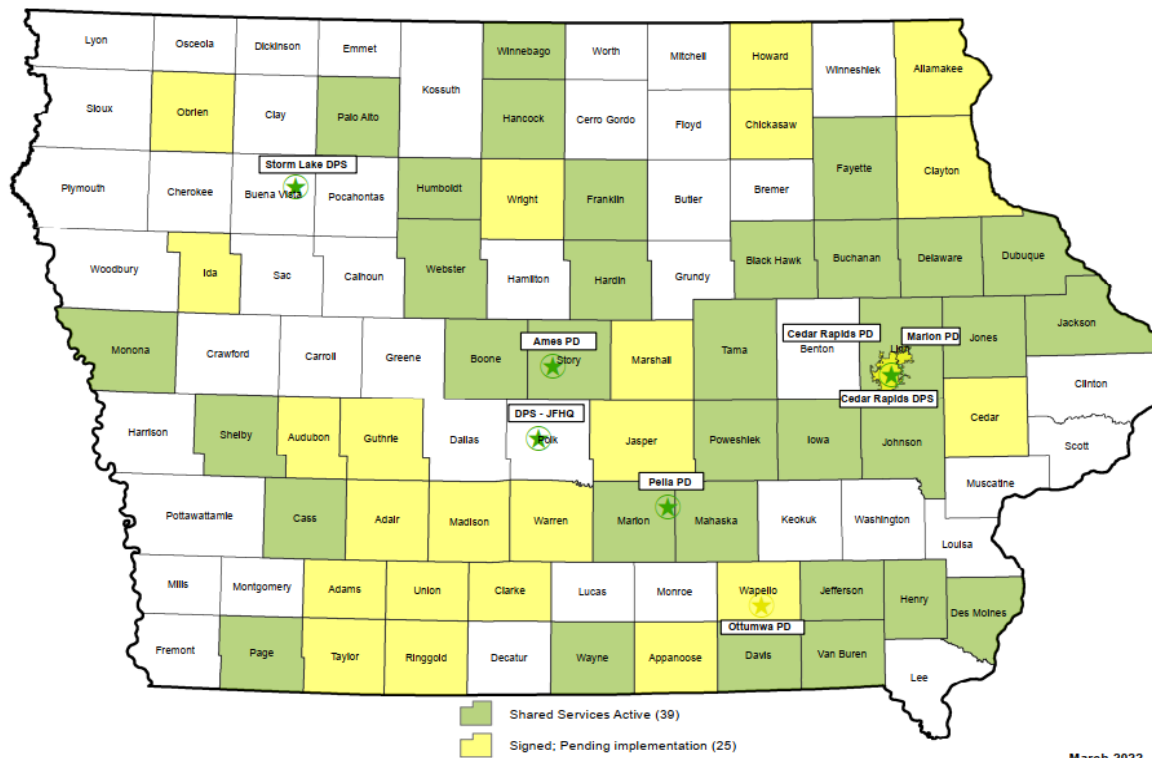 Lyon
Osceola
Dickinson
Emmet
Kossuth
Winnebago
Worth
Mitchell
Howard
Winneshiek
Allamakee
Sioux
Obrien
Clay
Palo Alto
Hancock
Cerro Gordo
Floyd
Chickasaw
Fayette
Clayton
Storm Lake DPS
Plymouth
Cherokee
Buena Vista
Pocahontas
Humboldt
Wright
Franklin
Butler
Bremer
Woodbury
Ida
Sac
Calhoun
Webster
Hamilton
Hardin
Grundy
Black Hawk
Buchanan
Delaware
Dubuque
Monona
Crawford
Carroll
Greene
Boone
Ames PD
Story
Marshall
Tama
Cedar Rapids PD
Benton
Marion PD
Linn
Jones
Jackson
Cedar Rapids DPS
Clinton
Harrison
Shelby
Audubon
Guthrie
Dallas
DPS - JFHQ
Polk
Jasper
Poweshiek
Iowa
Johnson
Cedar
Scott
Muscatine
Pella PD
Pottawattamie
Cass
Adair
Madison
Warren
Marion
Mahaska
Keokuk
Washington
Louisa
Mills
Montgomery
Adams
Union
Clarke
Lucas
Monroe
Wapello
Jefferson
Henry
Des Moines
Ottumwa PD
Fremont
Page
Taylor
Ringgold
Decatur
Wayne
Appanoose
Davis
Van Buren
Lee
Shared Services Active (39)
Signed; Pending implementation (25)